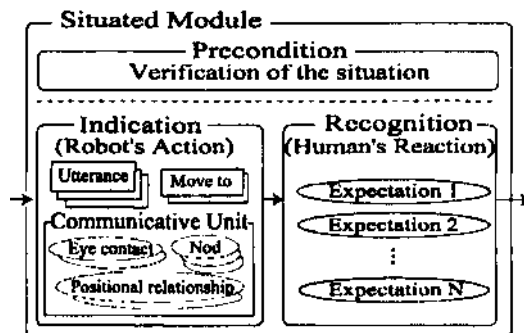 Situated Module
Precondition
Verification of the situation
Indication
(Robot's Action)
Utterance
Move to
Communicative Unit
Eye contact
Nod
Positional relationship
Recognition
(Human's Reaction)
Expectation 1
Expectation 2
⋮
Expectation N